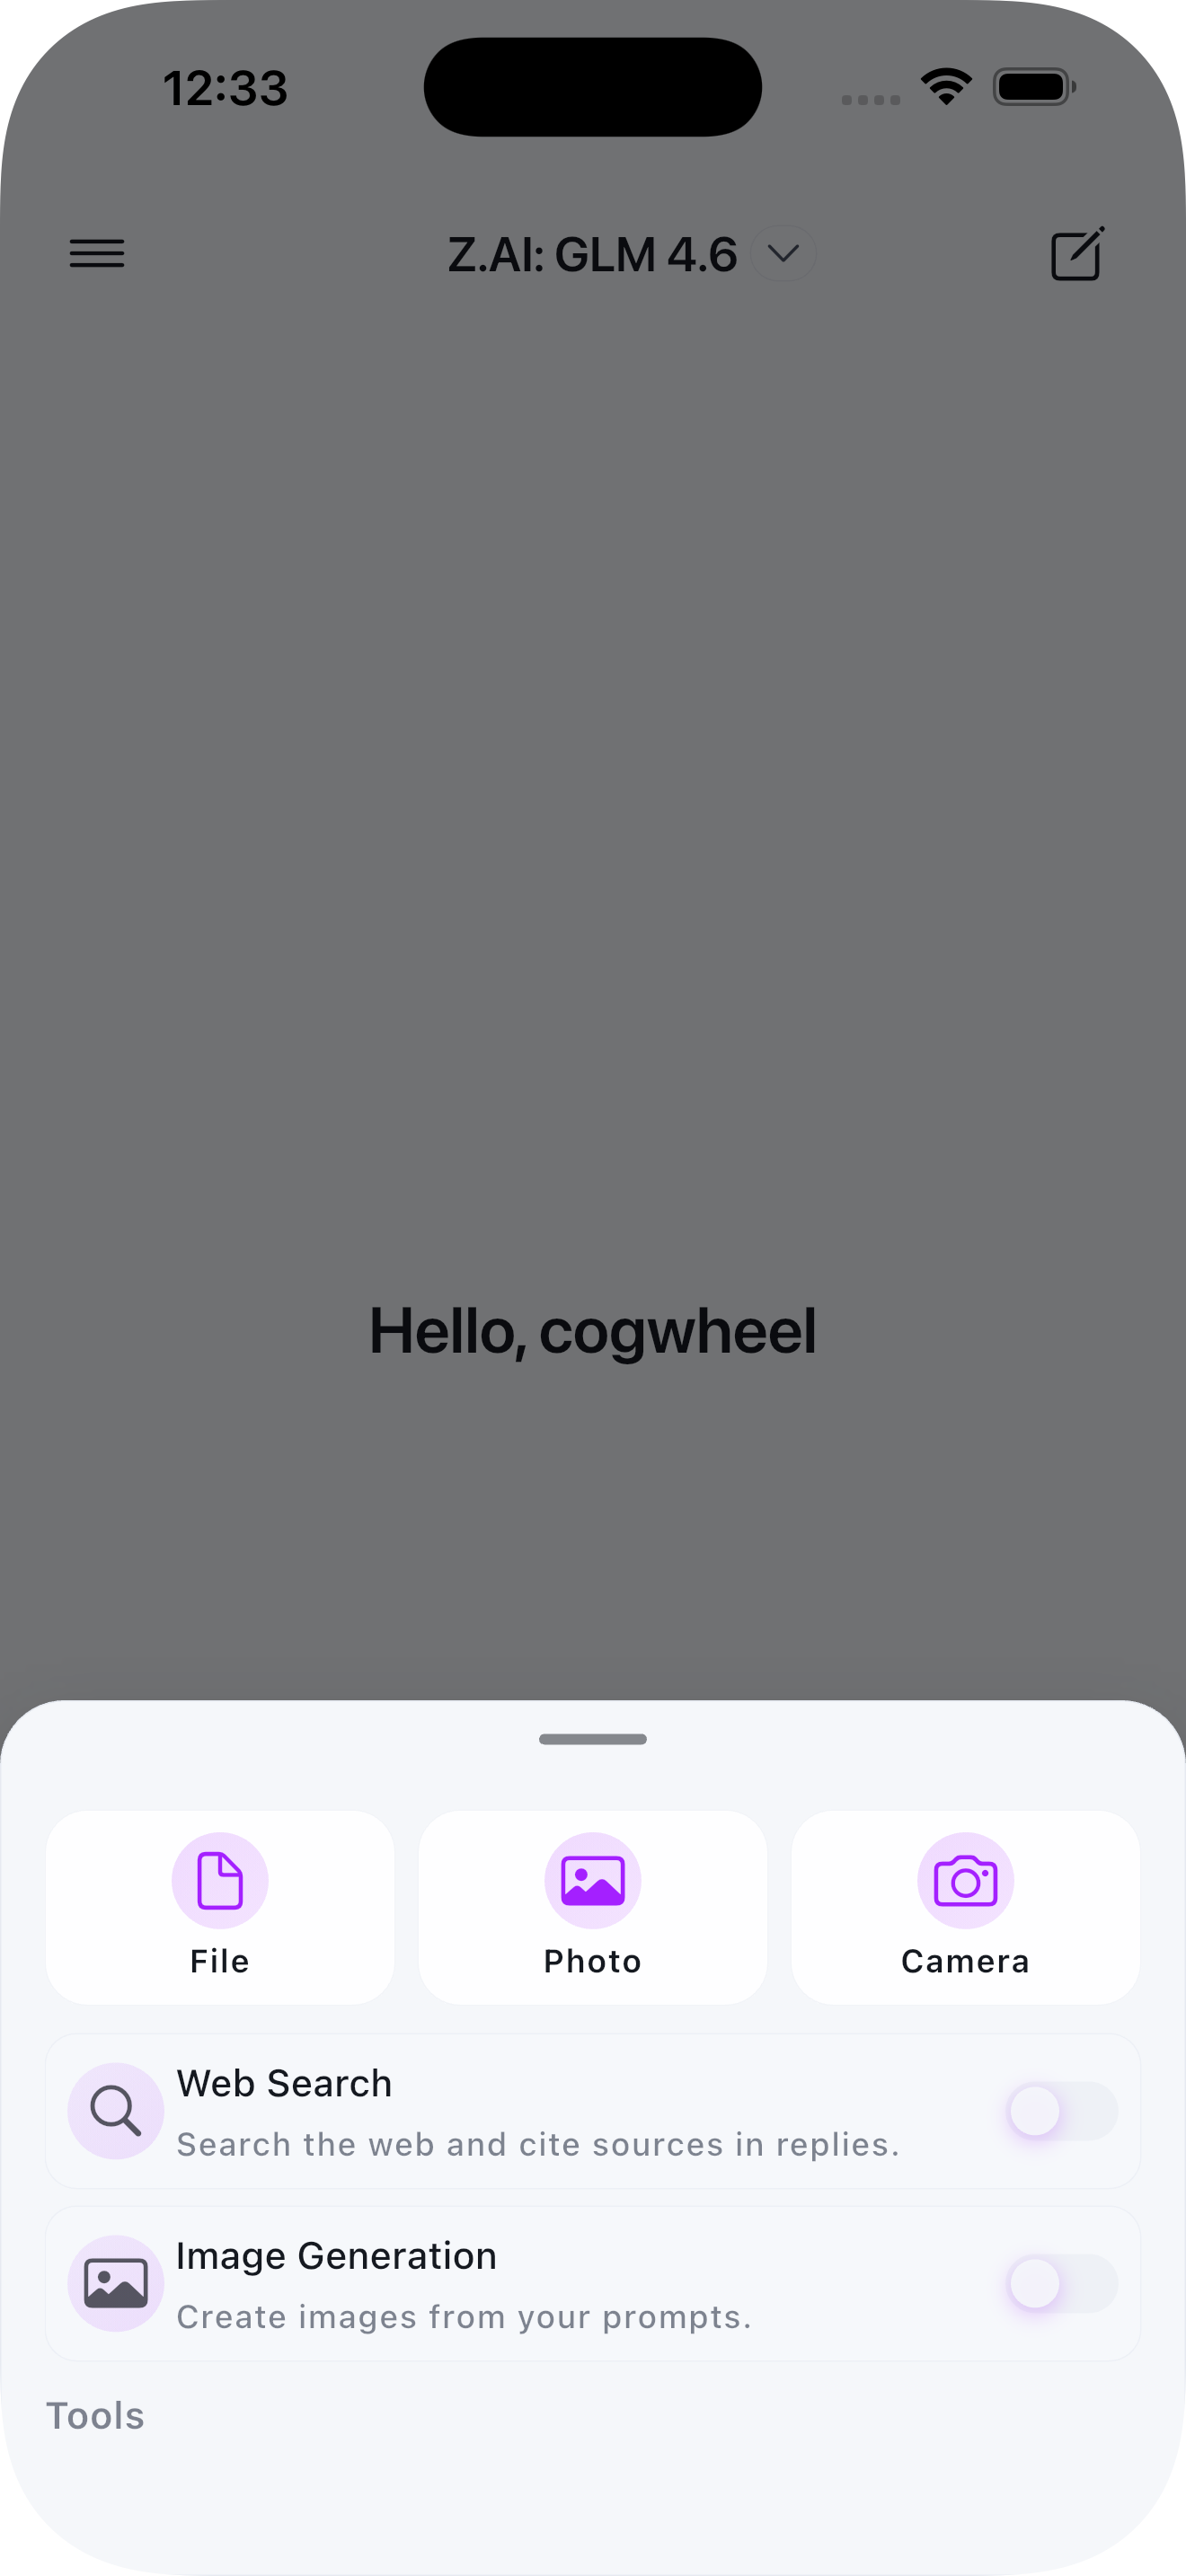 12:33
Z.AI: GLM 4.6
Hello, cogwheel
File
Photo
Camera
Web Search
Search the web and cite sources in replies.
Image Generation
Create images from your prompts.
Tools